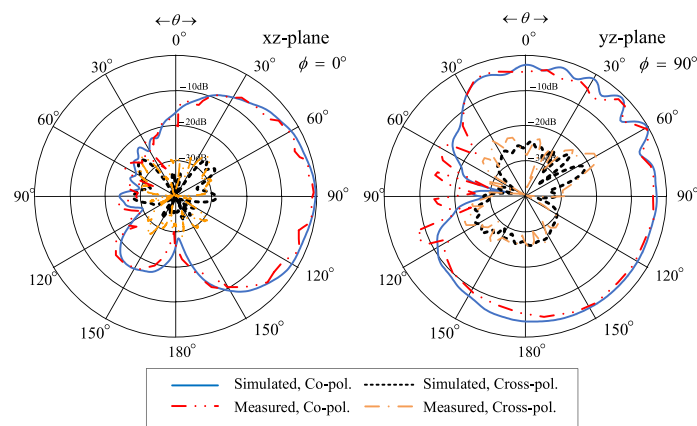 ←θ→
xz-plane
ϕ = 0°
0°
30°
30°
60°
60°
90°
90°
120°
120°
150°
150°
180°
−10dB
−20dB
−30dB
←θ→
yz-plane
ϕ = 90°
0°
30°
30°
60°
60°
90°
90°
120°
120°
150°
150°
180°
−10dB
−20dB
−30dB
Simulated, Co-pol.
Simulated, Cross-pol.
Measured, Co-pol.
Measured, Cross-pol.